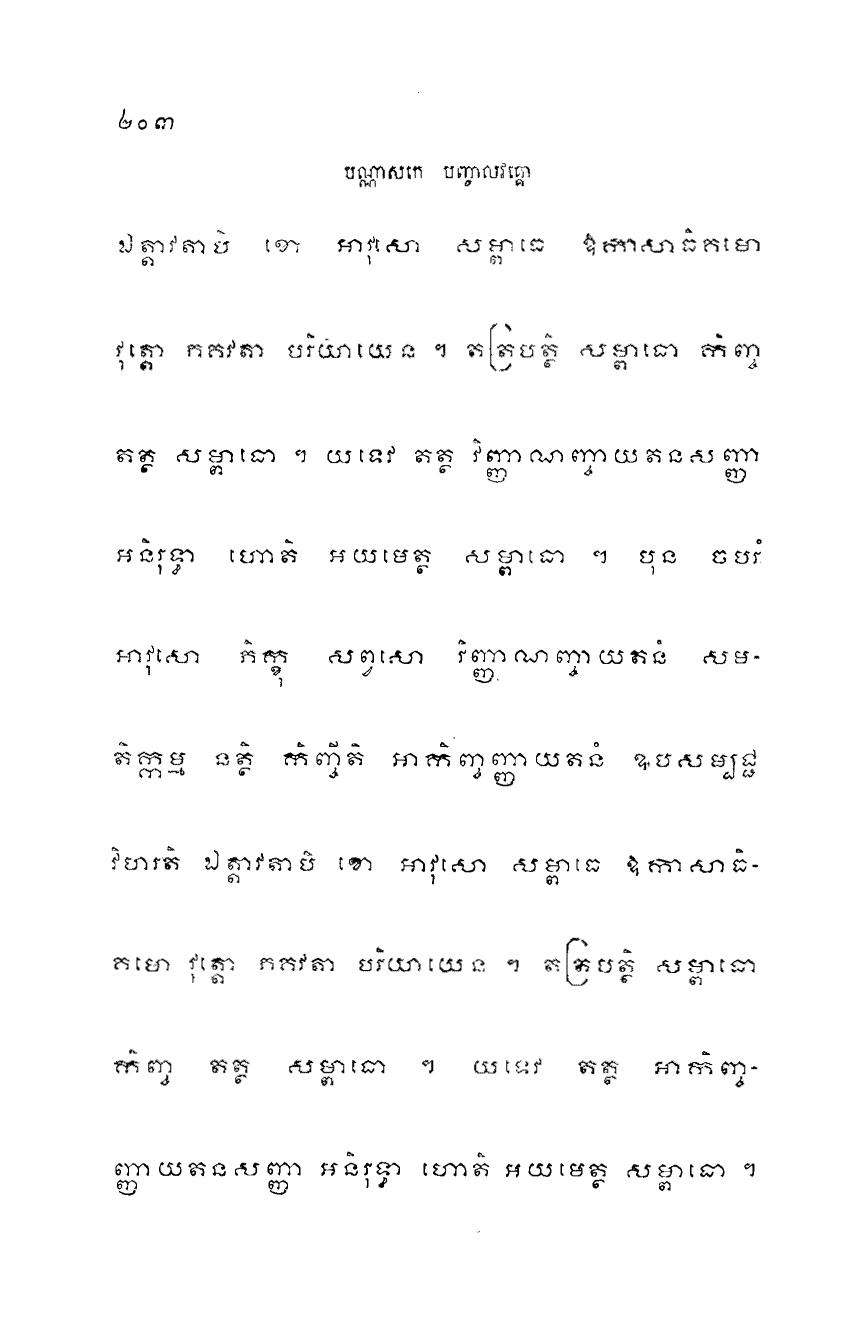 ២០៣
បណ្ណាសកេ បញ្ចាលវគ្គោ
ឯត្តាវតាបិ ខោ អាវុសោ សម្ពាធេ ឱកាសាធិគមោ
វុត្តោ ភគវតា បរិយាយេន ។ តត្រាបត្ថិ សម្ពាធោ កិញ្ច
តត្ថ សម្ពាធោ ។ យទេវ តត្ថ វិញ្ញាណញ្ចាយតនសញ្ញា
អនិរុទ្ធា ហោតិ អយមេត្ថ សម្ពាធោ ។ បុន ចបរំ
អាវុសោ ភិក្ខុ សព្វសោ វិញ្ញាណញ្ចាយតនំ សម-
តិក្កម្ម នត្ថិ កិញ្ចីតិ អាកិញ្ចញ្ញាយតនំ ឧបសម្បជ្ជ
វិហរតិ ឯត្តាវតាបិ ខោ អាវុសោ សម្ពាធេ ឱកាសាធិ-
គមោ វុត្តោ ភគវតា បរិយាយេន ។ តត្រាបត្ថិ សម្ពាធោ
កិញ្ច តត្ថ សម្ពាធោ ។ យទេវ តត្ថ អាកិញ្ច-
ញ្ញាយតនសញ្ញា អនិរុទ្ធា ហោតិ អយមេត្ថ សម្ពាធោ ។